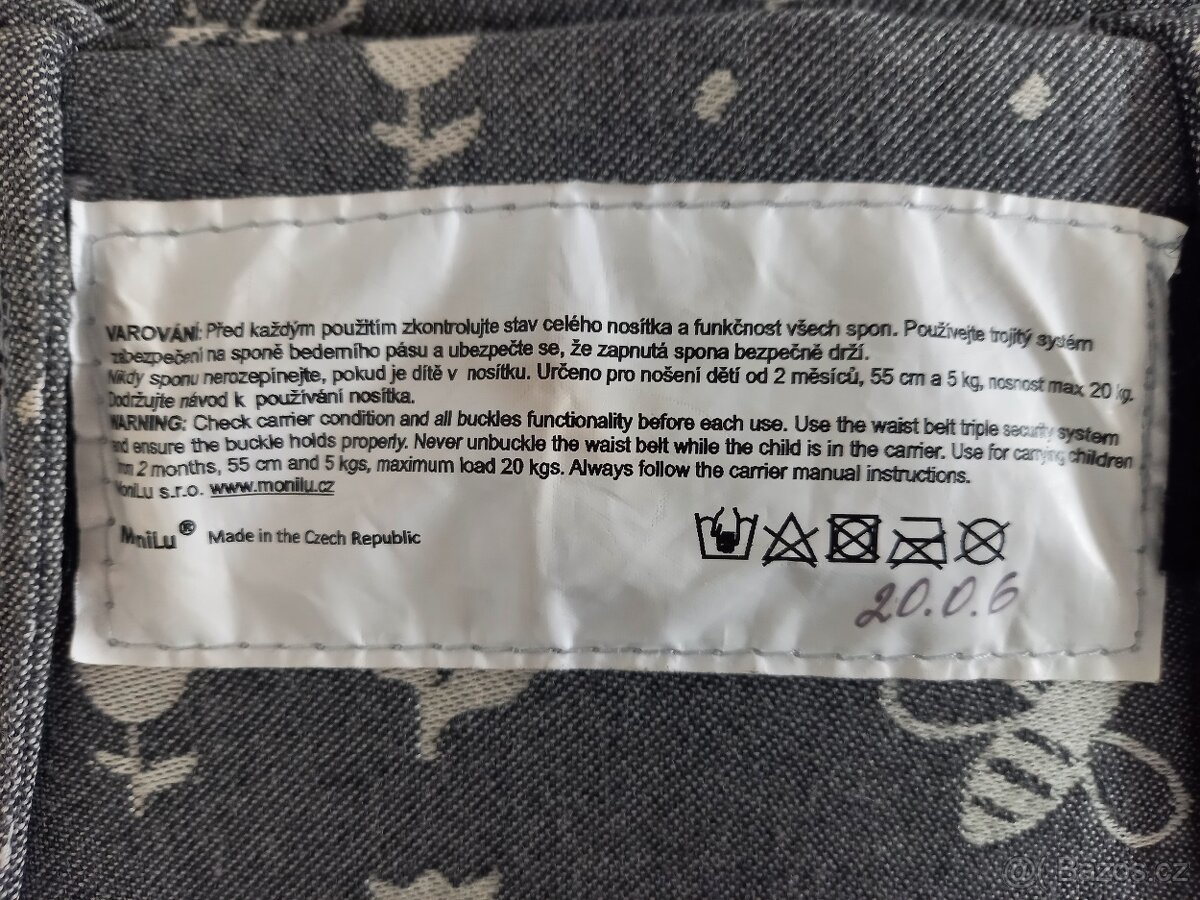 VAROVÁNÍ: Před každým použitím zkontrolujte stav celého nosítka a funkčnost všech spon. Používejte trojitý systém
zabezpečení na sponě bederního pásu a ubezpečte se, že zapnutá spona bezpečně drží.
Nikdy sponu nerozepínejte, pokud je dítě v nosítku. Určeno pro nošení dětí od 2 měsíců, 55 cm a 5 kg, nosnost max 20 kg.
Dodržujte návod k používání nosítka.
WARNING: Check carrier condition and all buckles functionality before each use. Use the waist belt triple security system
and ensure the buckle holds properly. Never unbuckle the waist belt while the child is in the carrier. Use for carrying children
from 2 months, 55 cm and 5 kgs, maximum load 20 kgs. Always follow the carrier manual instructions.
MoniLu s.r.o. www.monilu.cz
MniLu® Made in the Czech Republic
20.0.6
Bazos.cz